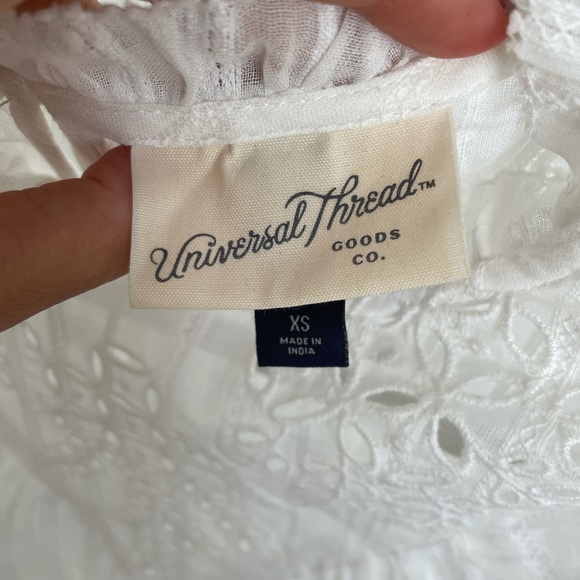 Universal Thread™
GOODS
CO.
XS
MADE IN
INDIA